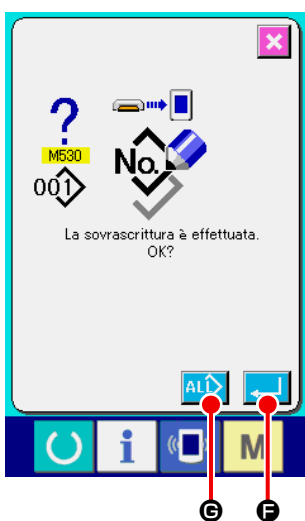 M530
No.
001
La sovrascrittura è effettuata.
OK?
ALL
i
M
G F